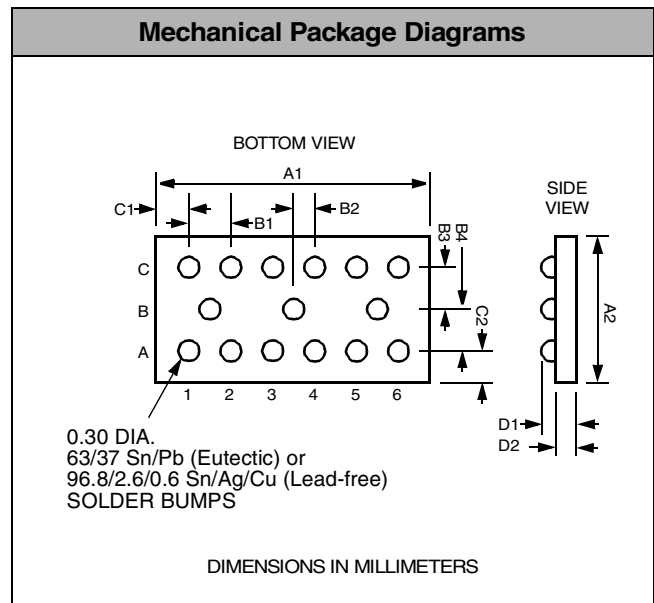 Mechanical Package Diagrams
BOTTOM VIEW
A1
SIDE
VIEW
C1
B1
B2
B3
B4
C
B
A
C2
A2
1 2 3 4 5 6
D1
D2
0.30 DIA.
63/37 Sn/Pb (Eutectic) or
96.8/2.6/0.6 Sn/Ag/Cu (Lead-free)
SOLDER BUMPS
DIMENSIONS IN MILLIMETERS